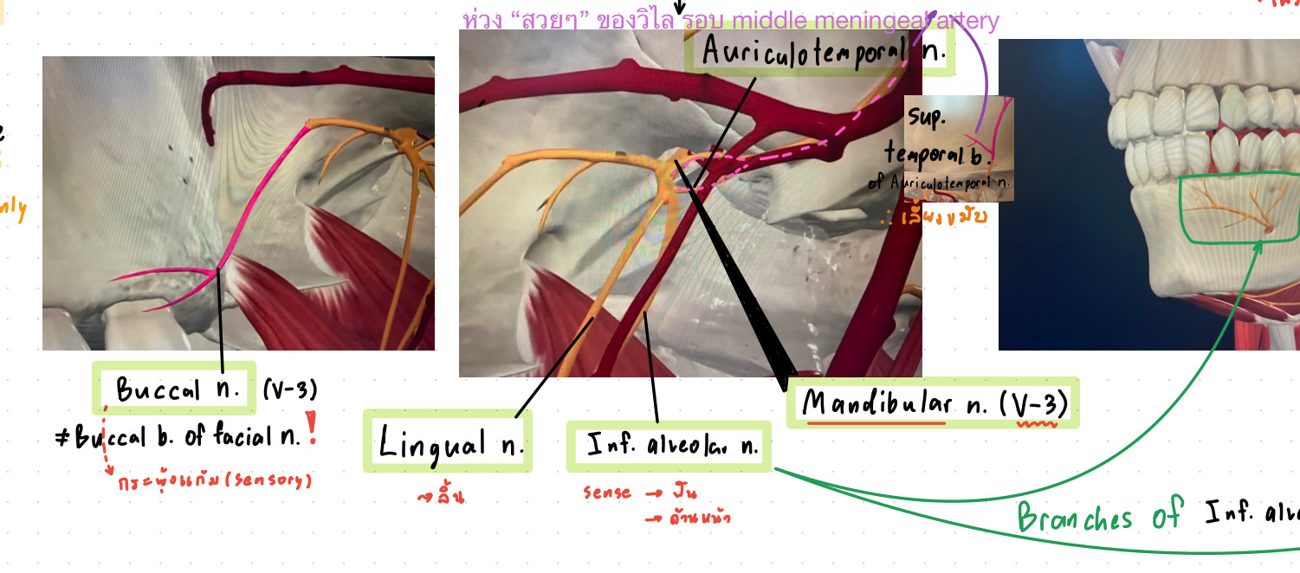 ห่วง “สวยๆ” ของวิไล รอบ middle meningeal artery
Auriculotemporal n.
Sup.
temporal b.
of Auriculotemporal n.
∴ เลี้ยงขมับ
nly
Buccal n. (V-3)
≠ Buccal b. of facial n. !
กระพุ้งแก้ม (sensory)
Lingual n.
→ ลิ้น
Inf. alveolar n.
sense → ฟัน
→ ด้านหน้า
Mandibular n. (V-3)
Branches of Inf. alve